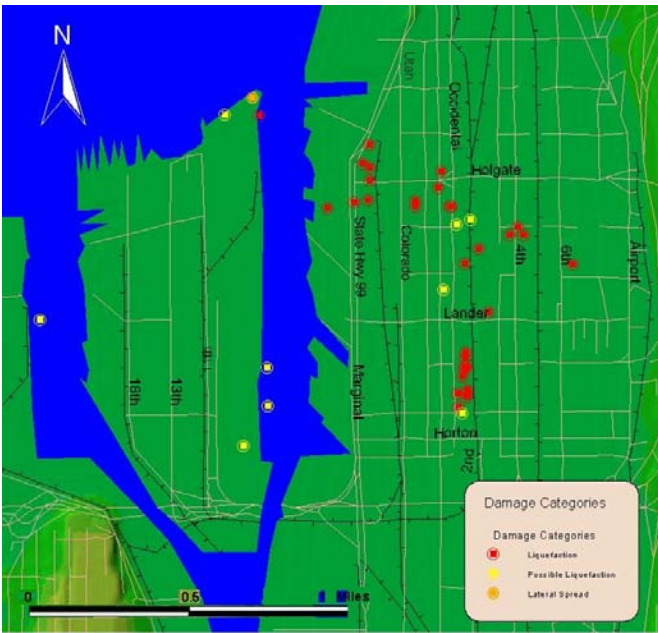 N
Utah
Occidental
Holgate
State Hwy 99
Colorado
4th
6th
Airport
Lander
Marginal
16th
13th
Horton
2nd
Damage Categories
Damage Categories
Liquefaction
Possible Liquefaction
Lateral Spread
0
0.5
1 Miles